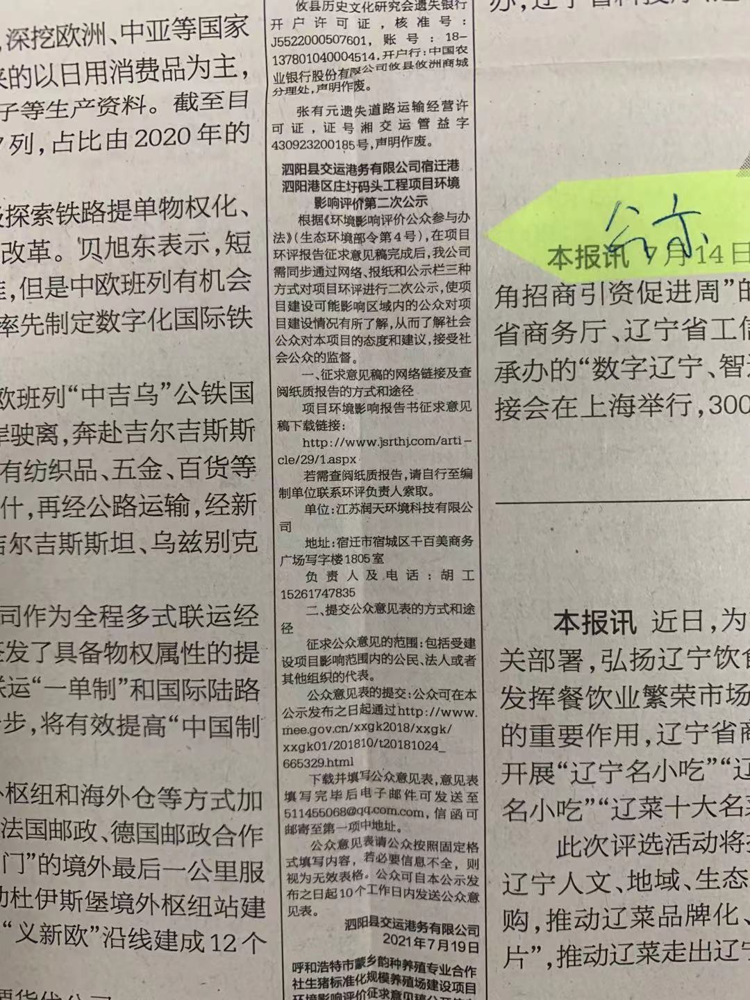 ,深挖欧洲、中亚等国家
来的以日用消费品为主,
子等生产资料。截至目
列,占比由2020年的
探索铁路提单物权化、
改革。贝旭东表示,短
,但是中欧班列有机会
率先制定数字化国际铁
欧班列“中吉乌”公铁国
岸驶离,奔赴吉尔吉斯斯
有纺织品、五金、百货等
什,再经公路运输,经新
吉尔吉斯斯坦、乌兹别克
司作为全程多式联运经
签发了具备物权属性的提
联运“一单制”和国际陆路
步,将有效提高“中国制
枢纽和海外仓等方式加
法国邮政、德国邮政合作
门”的境外最后一公里服
动杜伊斯堡境外枢纽站建
“义新欧”沿线建成12个
攸县历史文化研究会遗失银行
开户许可证,核准号:
J5522000507601,账号:18-
137801040004514,开户行:中国农
业银行股份有限公司攸县攸洲商城
分理处,声明作废。
张有元遗失道路运输经营许
可证,证号湘交运管益字
430923200185号,声明作废。
泗阳县交运港务有限公司宿迁港
泗阳港区庄圩码头工程项目环境
影响评价第二次公示
根据《环境影响评价公众参与办
法》(生态环境部令第4号),在项目
环评报告征求意见稿完成后,我公司
需同步通过网络、报纸和公示栏三种
方式对项目环评进行二次公示,使项
目建设可能影响区域内的公众对项
目建设情况有所了解,从而了解社会
公众对本项目的态度和建议,接受社
会公众的监督。
一、征求意见稿的网络链接及查
阅纸质报告的方式和途径
项目环境影响报告书征求意见
稿下载链接:
http://www.jsrthj.com/arti-
cle/29/1.aspx
若需查阅纸质报告,请自行至编
制单位联系环评负责人索取。
单位:江苏润天环境科技有限公
司
地址:宿迁市宿城区千百美商务
广场写字楼1805室
负责人及电话:胡工
15261747835
二、提交公众意见表的方式和途
径
征求公众意见的范围:包括受建
设项目影响范围内的公民、法人或者
其他组织的代表。
公众意见表的提交:公众可在本
公示发布之日起通过http://www.
mee.gov.cn/xxgk2018/xxgk/
xxgk01/201810/t20181024_
665329.html
下载并填写公众意见表,意见表
填写完毕后电子邮件可发送至
511455068@qq.com.com,信函可
邮寄至第一项中地址。
公众意见表请公众按照固定格
式填写内容,若必要信息不全,则
视为无效表格。公众可自本公示发
布之日起10个工作日内发送公众意
见表。
泗阳县交运港务有限公司
2021年7月19日
呼和浩特市蒙乡韵种养殖专业合作
社生猪标准化规模养殖场建设项目
公示
本报讯 7月14日
角招商引资促进周”的
省商务厅、辽宁省工信
承办的“数字辽宁、智造
接会在上海举行,300
本报讯 近日,为
关部署,弘扬辽宁饮食
发挥餐饮业繁荣市场
的重要作用,辽宁省商
开展“辽宁名小吃”“辽
名小吃”“辽菜十大名菜
此次评选活动将
辽宁人文、地域、生态
购,推动辽菜品牌化、
片”,推动辽菜走出辽宁